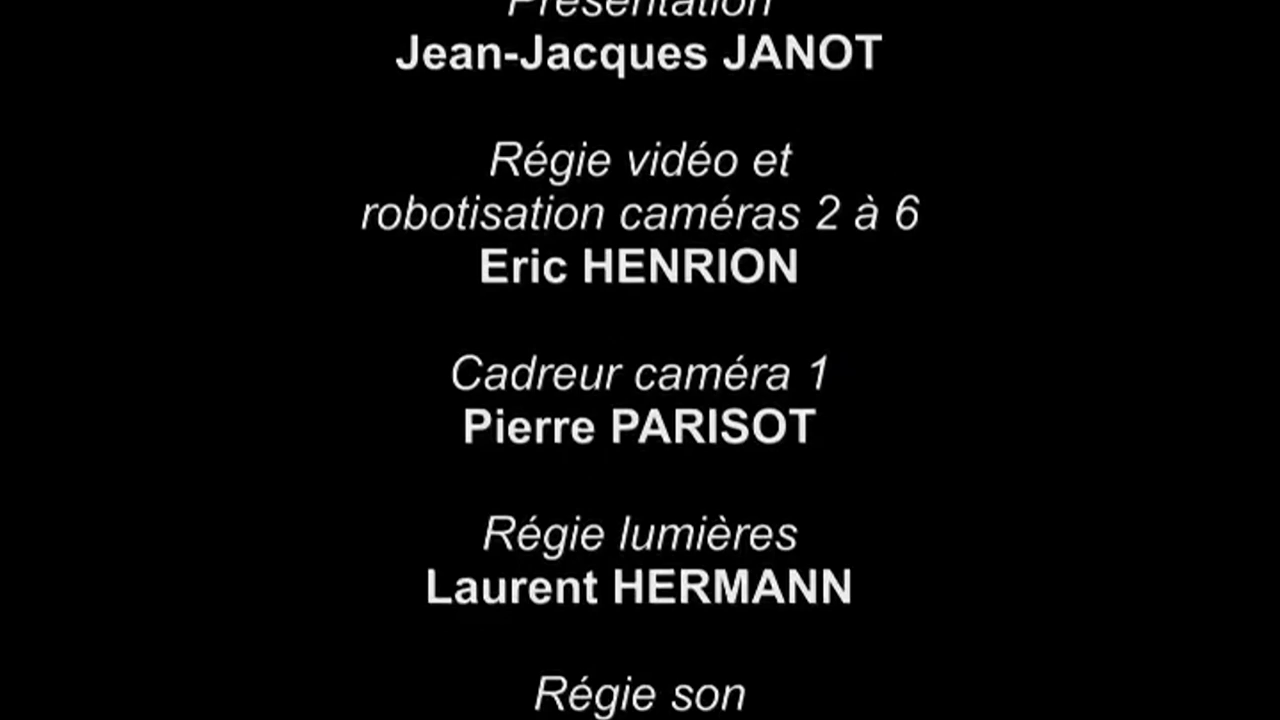 Présentation
Jean-Jacques JANOT
Régie vidéo et
robotisation caméras 2 à 6
Eric HENRION
Cadreur caméra 1
Pierre PARISOT
Régie lumières
Laurent HERMANN
Régie son